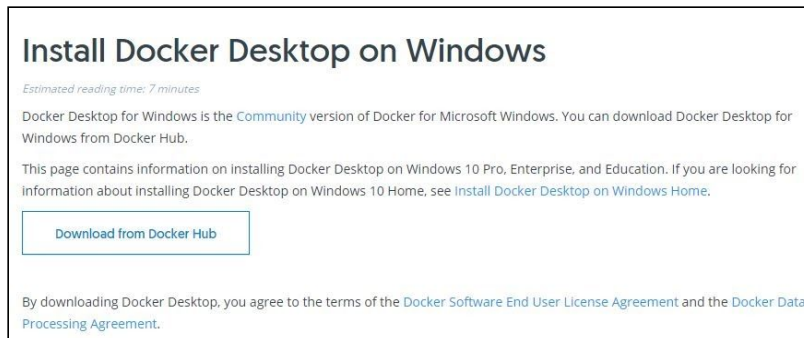 Install Docker Desktop on Windows
Estimated reading time: 7 minutes
Docker Desktop for Windows is the Community version of Docker for Microsoft Windows. You can download Docker Desktop for
Windows from Docker Hub.
This page contains information on installing Docker Desktop on Windows 10 Pro, Enterprise, and Education. If you are looking for
information about installing Docker Desktop on Windows 10 Home, see Install Docker Desktop on Windows Home.
Download from Docker Hub
By downloading Docker Desktop, you agree to the terms of the Docker Software End User License Agreement and the Docker Data
Processing Agreement.